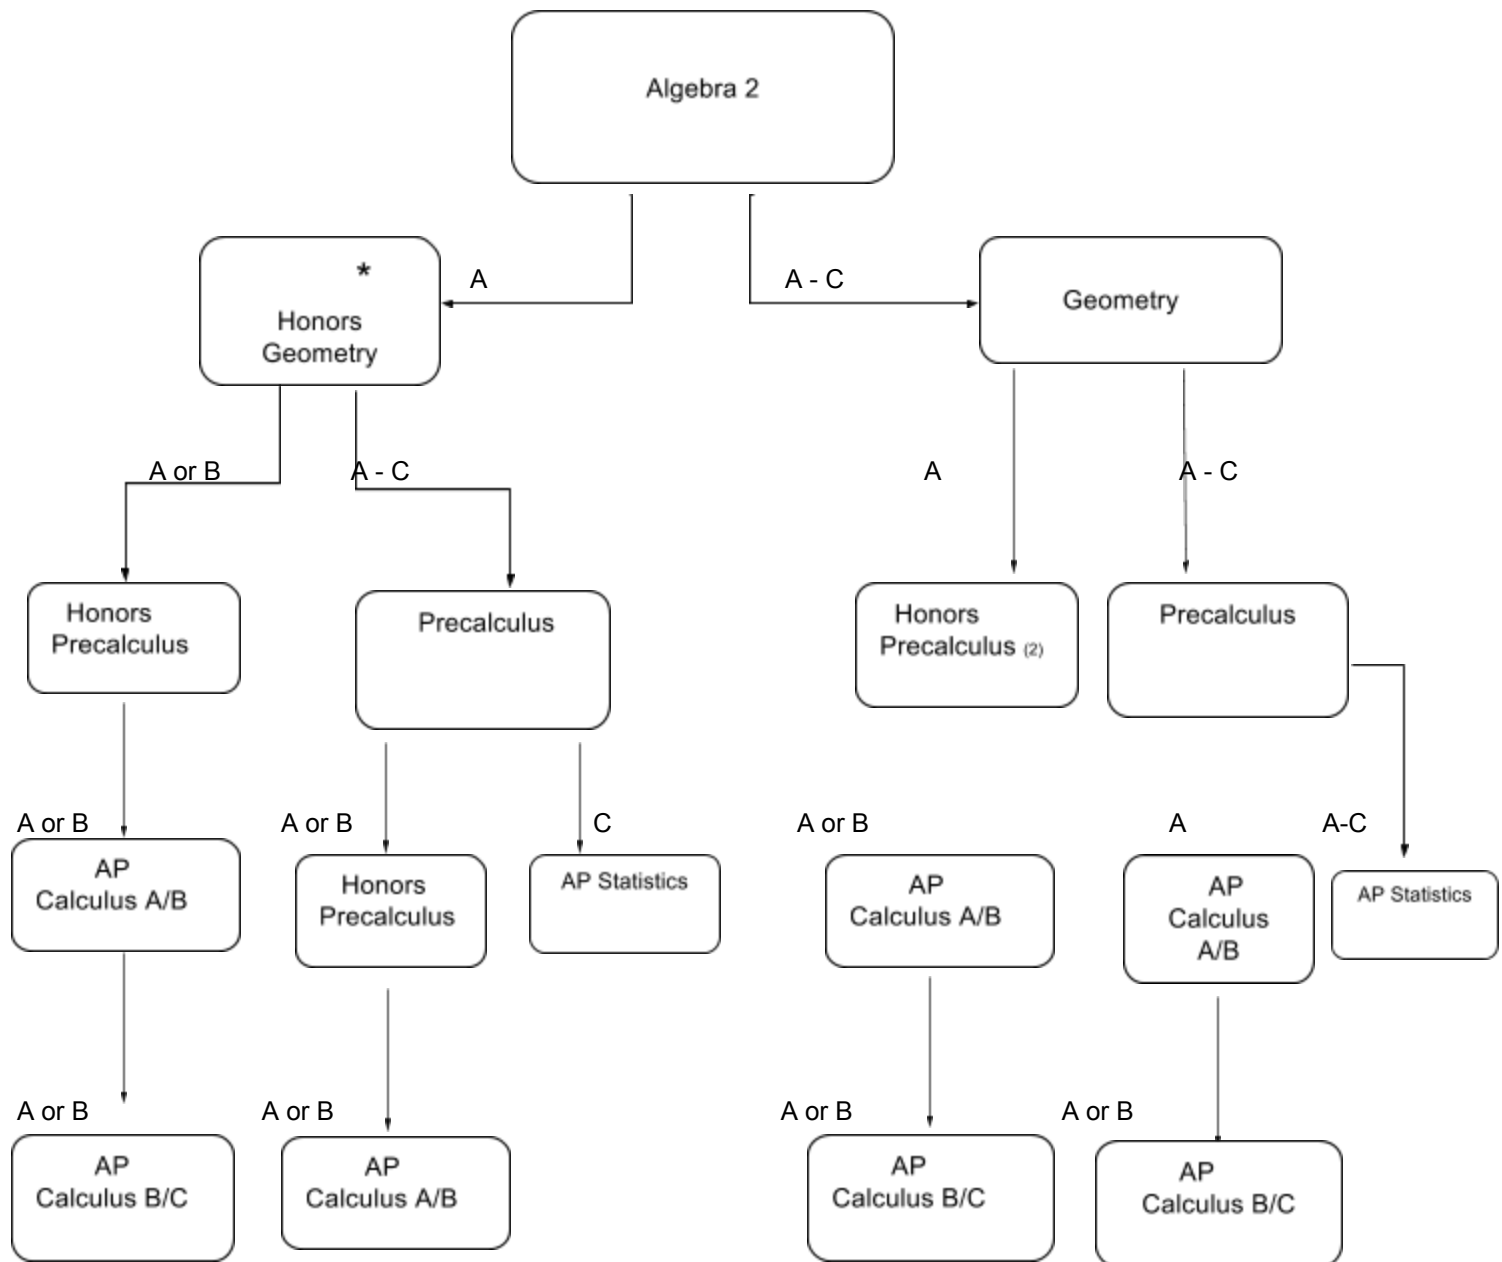 Algebra 2
*
Honors
Geometry
A
A - C
Geometry
A or B
A - C
A
A - C
Honors
Precalculus
Precalculus
Honors
Precalculus (2)
Precalculus
A or B
A or B
C
A or B
A
A-C
AP
Calculus A/B
Honors
Precalculus
AP Statistics
AP
Calculus A/B
AP
Calculus
A/B
AP Statistics
A or B
A or B
A or B
A or B
AP
Calculus B/C
AP
Calculus A/B
AP
Calculus B/C
AP
Calculus B/C